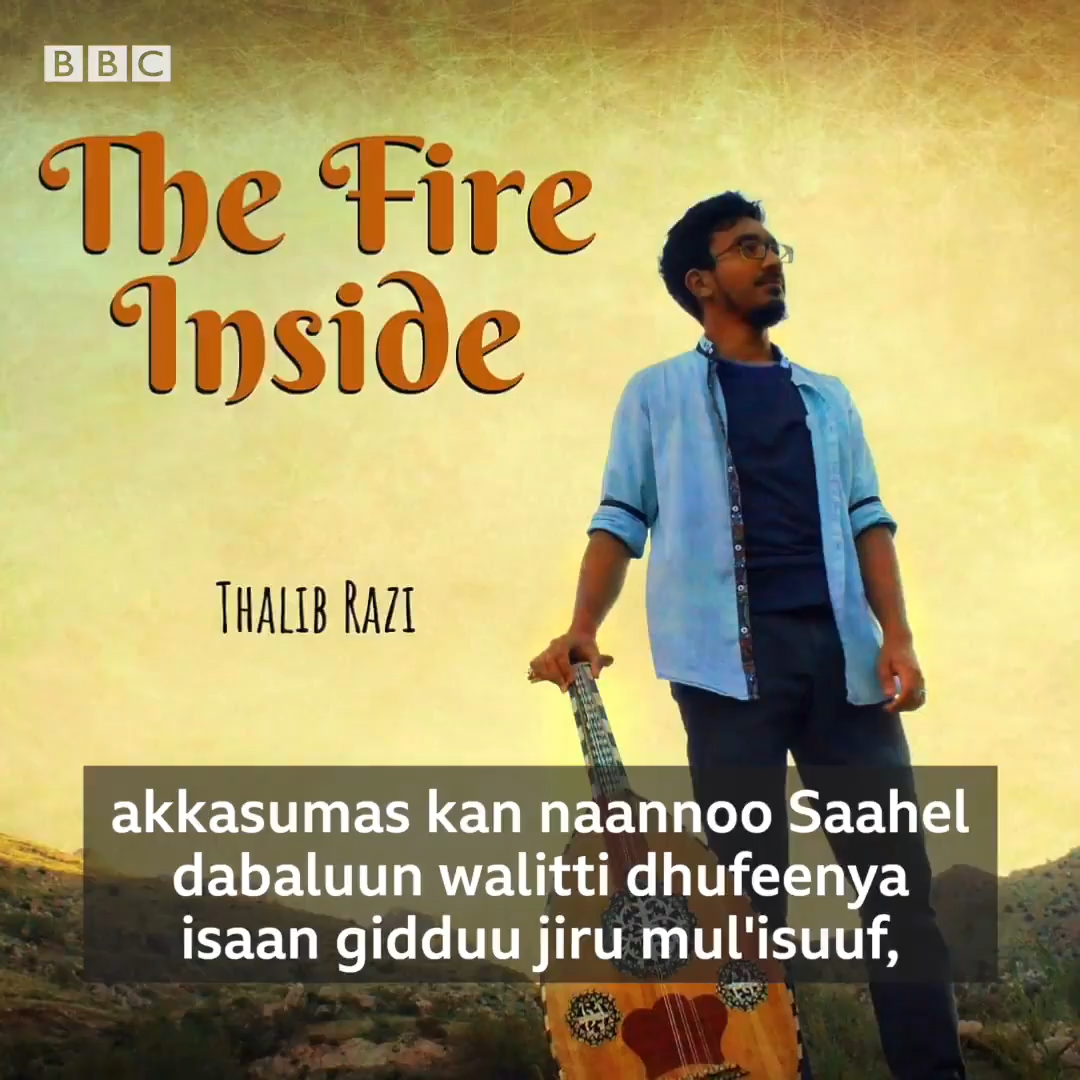 BBC
The Fire
Inside
THALIB RAZI
akkasumas kan naannoo Saahel
dabaluun walitti dhufeenya
isaan gidduu jiru mul'isuuf,